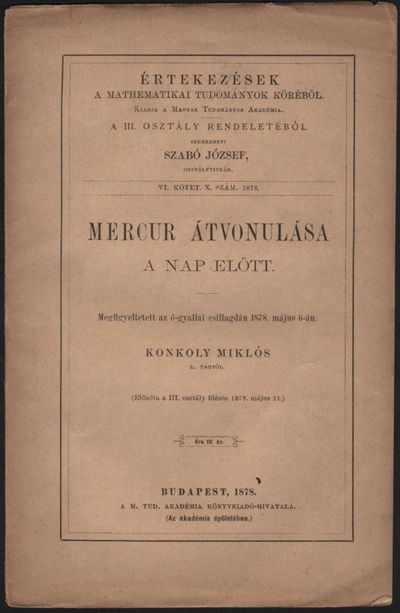 ÉRTEKEZÉSEK
A MATHEMATIKAI TUDOMÁNYOK KÖRÉBŐL.
KIADJA A MAGYAR TUDOMÁNYOS AKADÉMIA.
A III. OSZTÁLY RENDELETÉBŐL
SZERKESZTI
SZABÓ JÓZSEF,
OSZTÁLYTITKÁR.
VI. KÖTET. X. SZÁM. 1878.
MERCUR ÁTVONULÁSA
A NAP ELŐTT.
Megfigyeltetett az ó-gyallai csillagdán 1878. május 6-án.
KONKOLY MIKLÓS
L. TAGTÓL.
(Előadta a III. osztály ülésén 1878. május 21.)
Ára 10 kr.
BUDAPEST, 1878.
A M. TUD. AKADÉMIA KÖNYVKIADÓ-HIVATALA.
(Az akadémia épületében.)